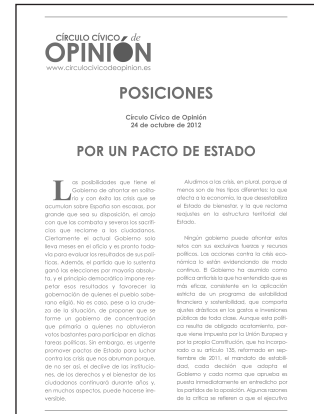 CÍRCULO CÍVICO de
OPINIÓN
www.circulocivicodeopinion.es
POSICIONES
Círculo Cívico de Opinión
24 de octubre de 2012
POR UN PACTO DE ESTADO
Las posibilidades que tiene el
Gobierno de afrontar en solita-
rio y con éxito las crisis que se
acumulan sobre España son escasas, por
grande que sea su disposición, el arrojo
con que las combata y severos los sacrifi-
cios que reclame a los ciudadanos.
Ciertamente el actual Gobierno solo
lleva meses en el oficio y es pronto toda-
vía para evaluar los resultados de sus polí-
ticas. Además, el partido que lo sustenta
ganó las elecciones por mayoría absolu-
ta, y el principio democrático impone res-
petar esos resultados y favorecer la
gobernación de quienes el pueblo sobe-
rano eligió. No es caso, pese a la crude-
za de la situación, de proponer que se
forme un gobierno de concentración
que primaría a quienes no obtuvieron
votos bastantes para participar en dichas
tareas políticas. Sin embargo, es urgente
promover pactos de Estado para luchar
contra las crisis que nos abruman porque,
de no ser así, el declive de las institucio-
nes, de los derechos y el bienestar de los
ciudadanos continuará durante años y,
en muchos aspectos, puede hacerse irre-
versible.
Aludimos a las crisis, en plural, porque al
menos son de tres tipos diferentes: la que
afecta a la economía, la que desestabiliza
el Estado de bienestar, y la que reclama
reajustes en la estructura territorial del
Estado.
Ningún gobierno puede afrontar estos
retos con sus exclusivas fuerzas y recursos
políticos. Las acciones contra la crisis eco-
nómica lo están evidenciando de modo
continuo. El Gobierno ha asumido como
política anticrisis la que ha entendido que es
más eficaz, consistente en la aplicación
estricta de un programa de estabilidad
financiera y sostenibilidad, que comporta
ajustes drásticos en los gastos e inversiones
públicas de toda clase. Aunque esta políti-
ca resulta de obligado acatamiento, por-
que viene impuesta por la Unión Europea y
por la propia Constitución, que ha incorpo-
rado a su artículo 135, reformado en sep-
tiembre de 2011, el mandato de estabili-
dad, cada decisión que adopta el
Gobierno y cada norma que aprueba es
puesta inmediatamente en entredicho por
los partidos de la oposición. Algunas razones
de la crítica se refieren a que el ejecutivo